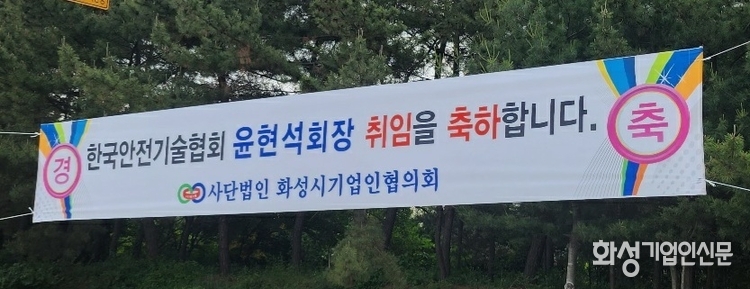 경
한국안전기술협회 윤현석회장 취임을 축하합니다.
축
사단법인 화성시기업인협의회
화성기업인신문